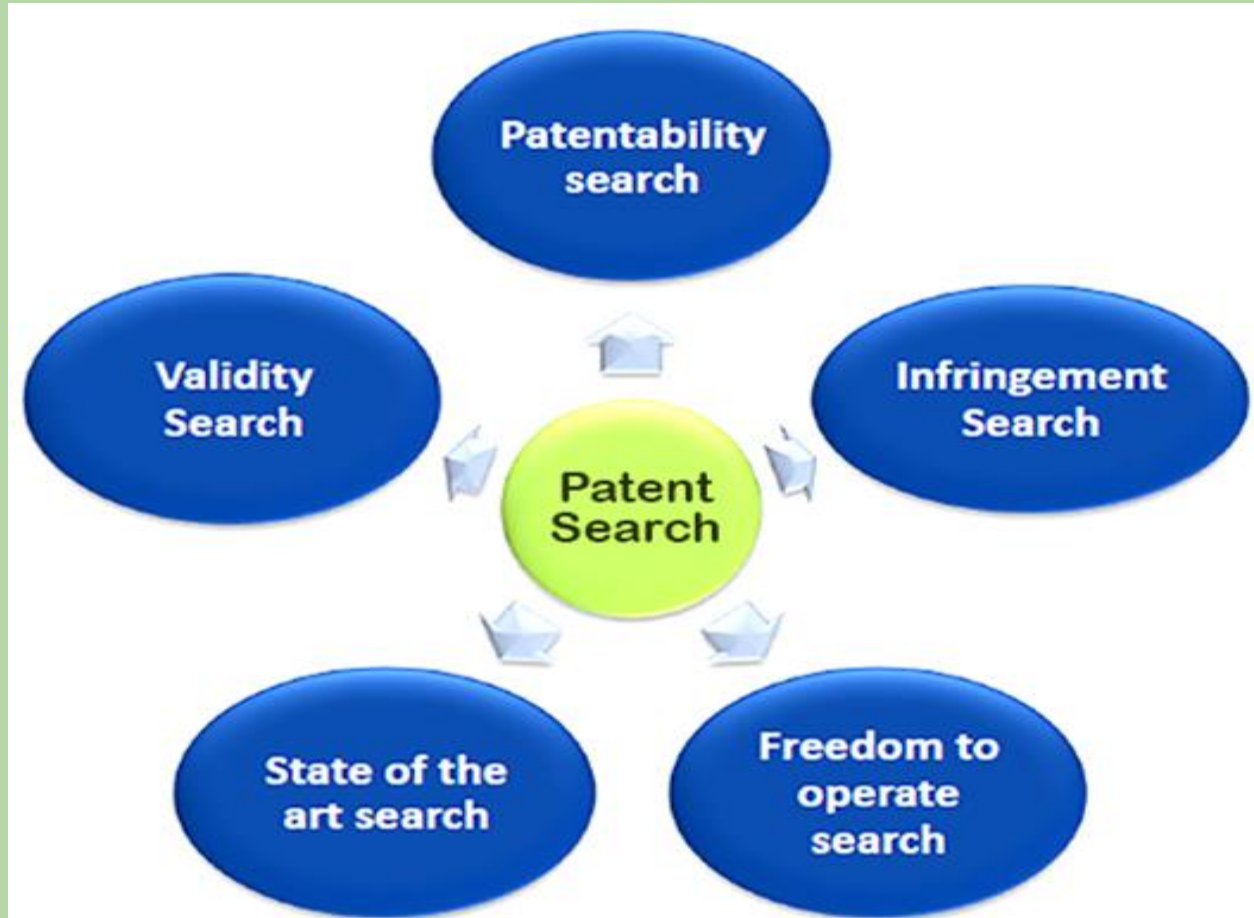 Patentability
search
Validity
Search
Infringement
Search
Patent
Search
State of the
art search
Freedom to
operate
search